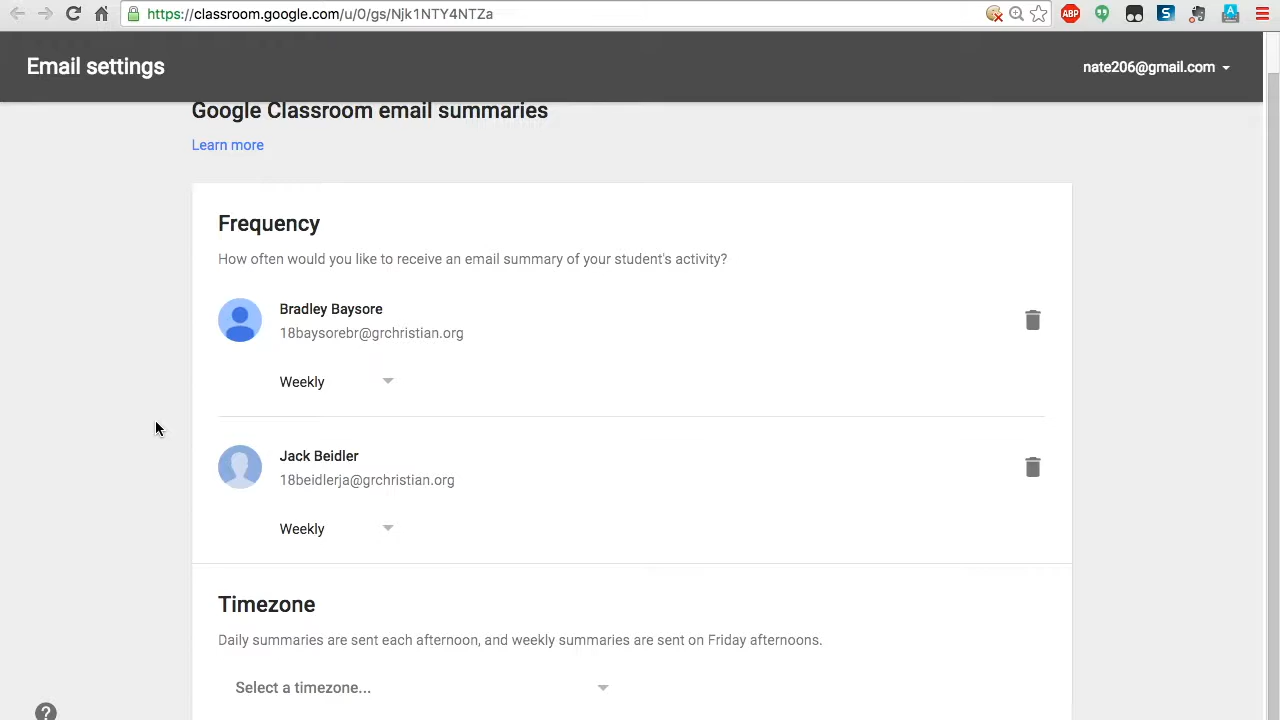 https://classroom.google.com/u/0/gs/Njk1NTY4NTZa
ABP
S
A
Email settings
nate206@gmail.com
Google Classroom email summaries
Learn more
Frequency
How often would you like to receive an email summary of your student's activity?
Bradley Baysore
18baysorebr@grchristian.org
Weekly
Jack Beidler
18beidlerja@grchristian.org
Weekly
Timezone
Daily summaries are sent each afternoon, and weekly summaries are sent on Friday afternoons.
Select a timezone...
?